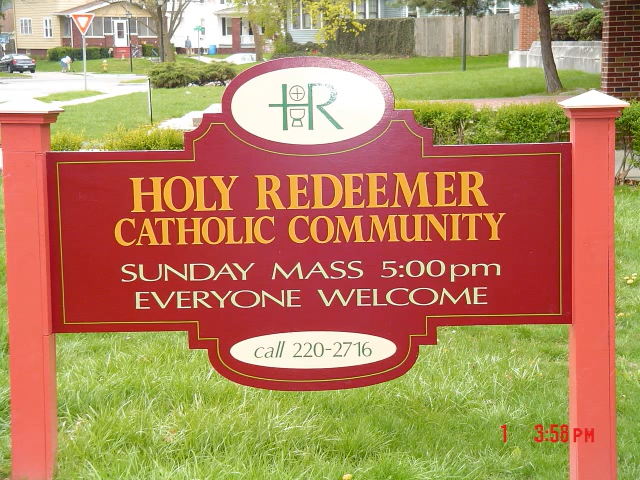 HR
HOLY REDEEMER
CATHOLIC COMMUNITY
SUNDAY MASS 5:00pm
EVERYONE WELCOME
call 220-2716
1 3:58PM